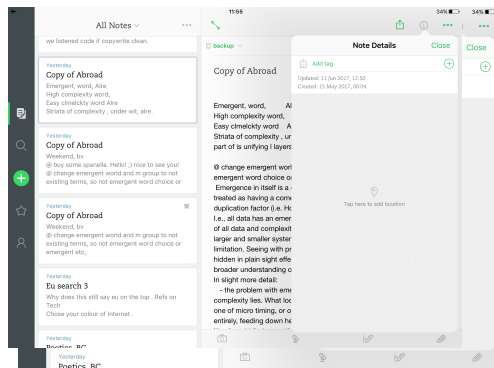 11:55
34%
34%
All Notes
we listened code if copywrite clean.
Yesterday
Copy of Abroad
Emergent, word, Alre
High complexity word,
Easy clmelckty word Alre
Striata of complexity , under wit, alre.
Yesterday
Copy of Abroad
Weekend, bv
@ buy some spanella. Hello! ;) nice to see you!
@ change emergent world and m group to not
existing terms, so not emergent word choice or
Yesterday
Copy of Abroad
Weekend, bv
@ change emergent world and m group to not
existing terms, so not emergent word choice or
emergent etc,
Yesterday
Eu search 3
Why does this still say eu on the top . Refs on
Tech
Chose your colour of Internet .
Yesterday
Poetics, BC
Yesterday
Poetics, BC
backup
Copy of Abroad
Emergent, word, Al
High complexity word,
Easy clmelckty word A
Striata of complexity , ur
part of is unifying l layers
@ change emergent worl
emergent word choice o
Emergence in itself is a
treated as having a com
duplication factor (i.e. Ho
I.e., all data has an emer
of all data and complexit
larger and smaller system
limitation. Seeing with pr
hidden in plain sight effe
broader understanding o
In slight more detail:
- the problem with eme
complexity lies. What loc
one of micro timing, or o
entirely, feeding down he
Note Details
Close
Add tag
Updated: 11 Jun 2017, 12:50
Created: 15 May 2017, 00:04
Tap here to add location
Close